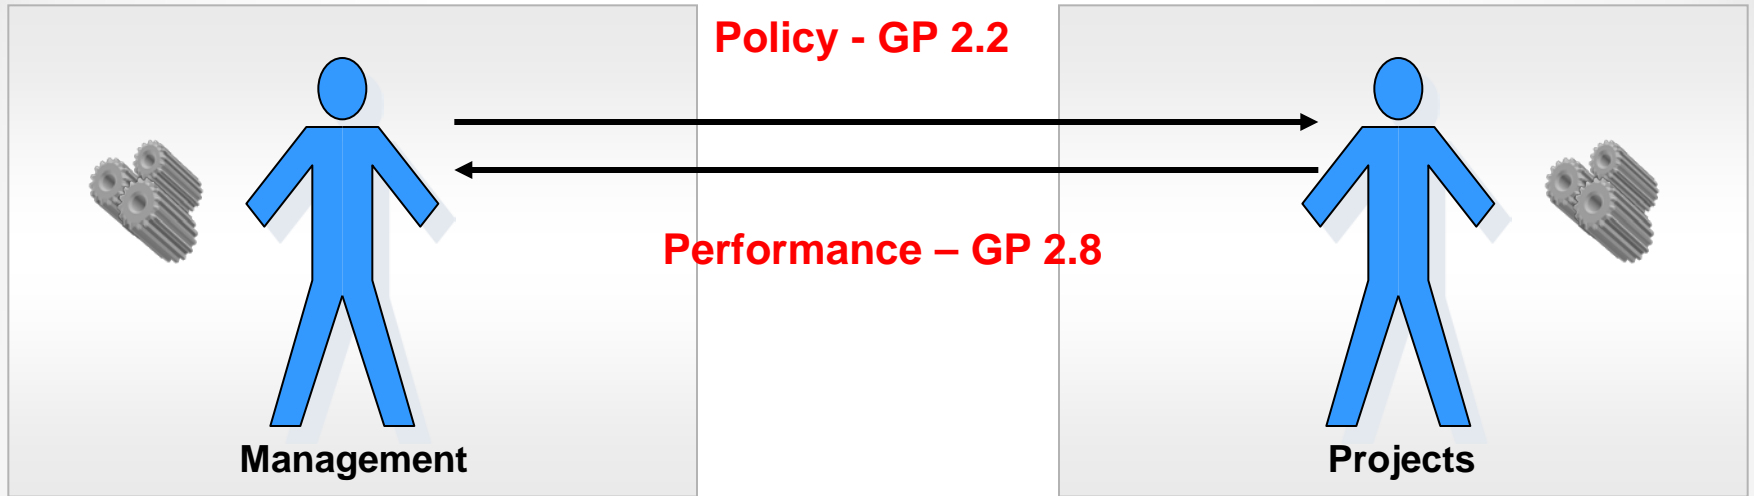 Policy - GP 2.2
Performance – GP 2.8
Management
Projects